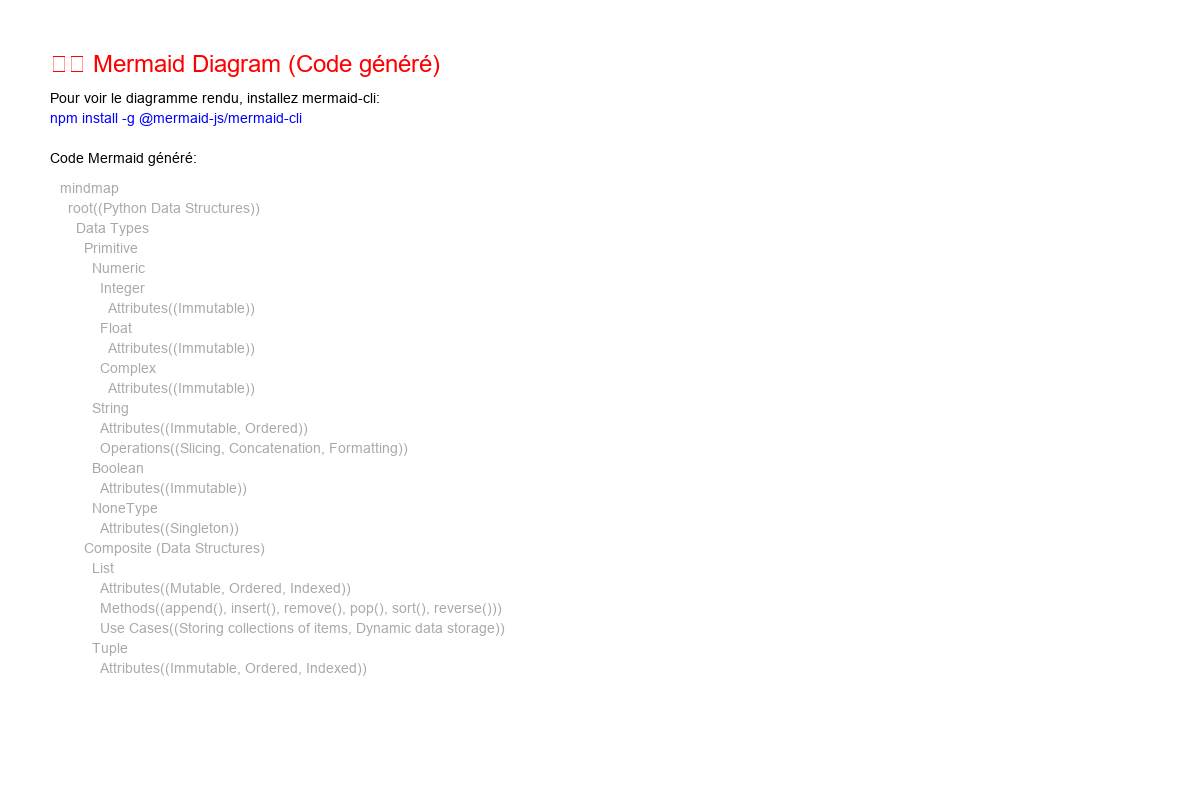 Mermaid Diagram (Code généré)
Pour voir le diagramme rendu, installez mermaid-cli:
npm install -g @mermaid-js/mermaid-cli
Code Mermaid généré:
mindmap
root((Python Data Structures))
Data Types
Primitive
Numeric
Integer
Attributes((Immutable))
Float
Attributes((Immutable))
Complex
Attributes((Immutable))
String
Attributes((Immutable, Ordered))
Operations((Slicing, Concatenation, Formatting))
Boolean
Attributes((Immutable))
NoneType
Attributes((Singleton))
Composite (Data Structures)
List
Attributes((Mutable, Ordered, Indexed))
Methods((append(), insert(), remove(), pop(), sort(), reverse()))
Use Cases((Storing collections of items, Dynamic data storage))
Tuple
Attributes((Immutable, Ordered, Indexed))